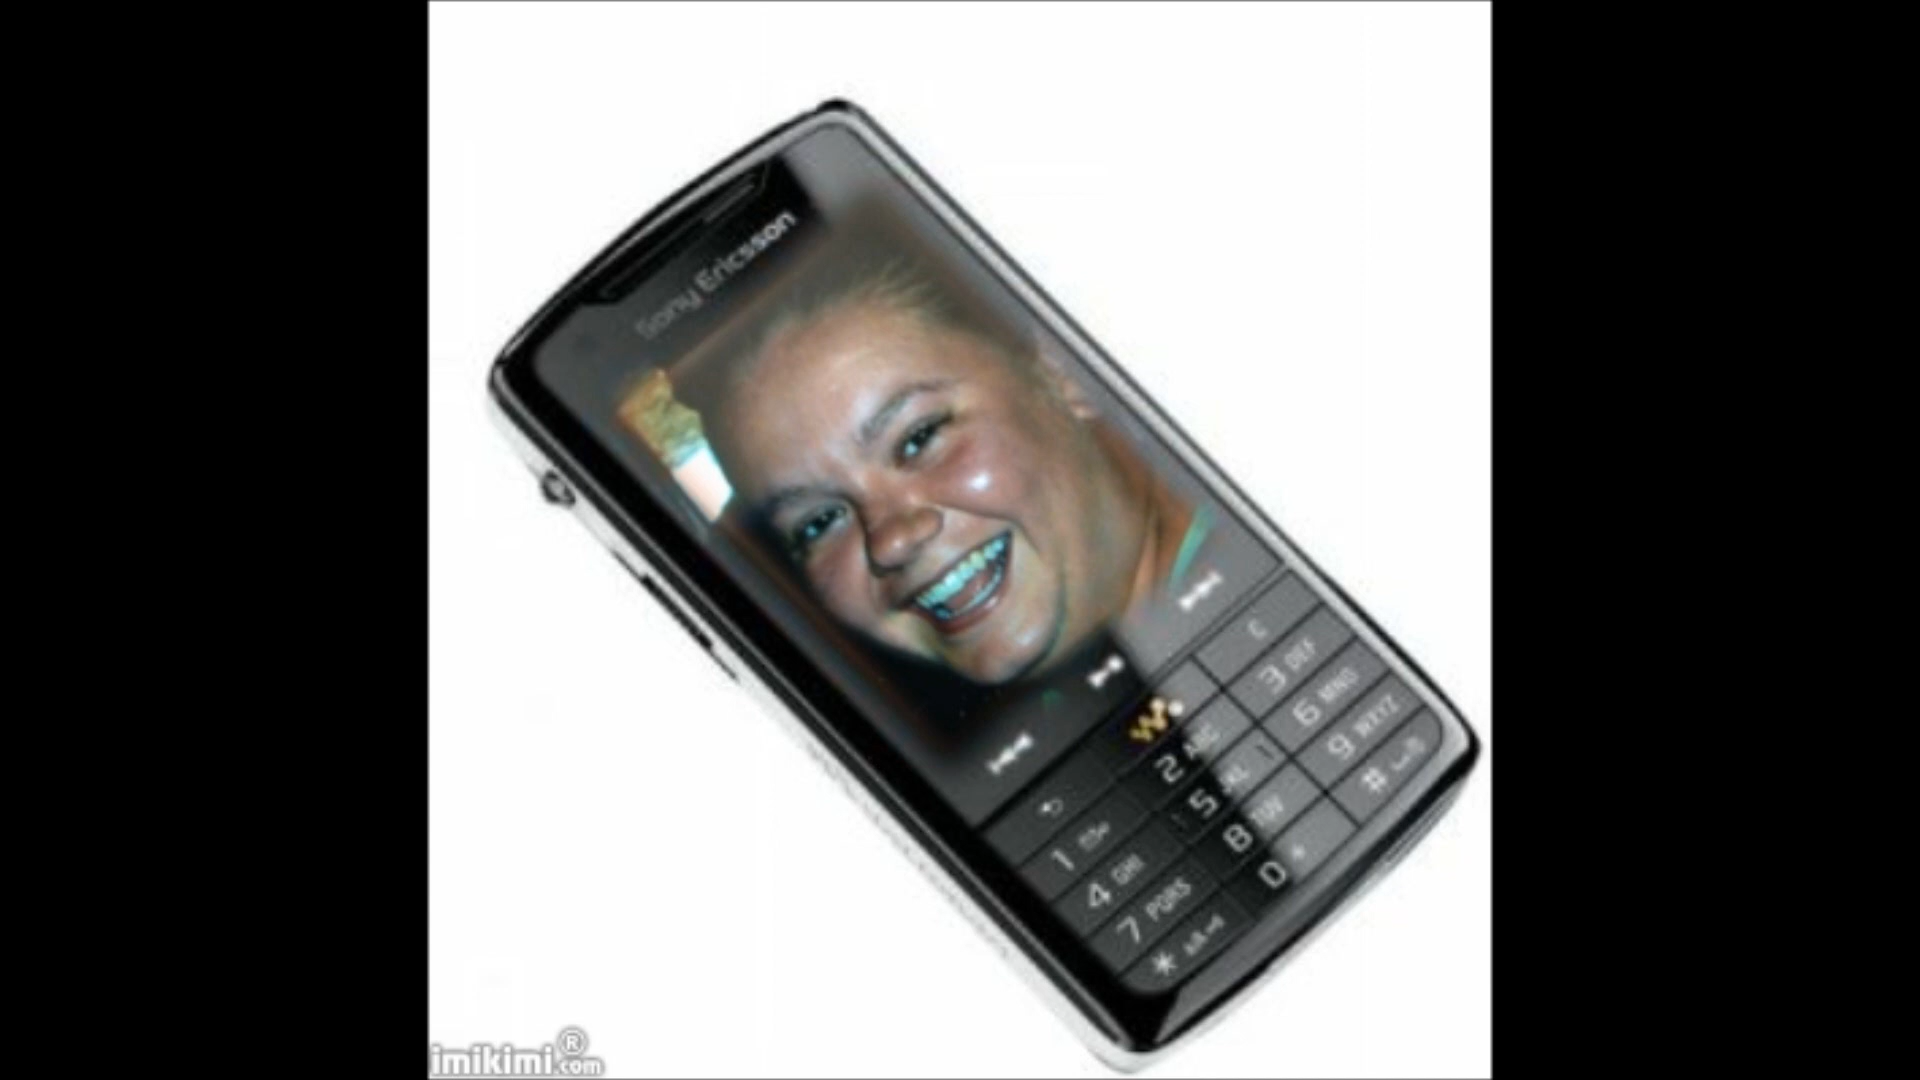 Sony Ericsson
C
1
2 ABC
3 DEF
4 GHI
5 JKL
6 MNO
7 PQRS
8 TUV
9 WXYZ
* a/A
0 +
#
imikimi.com®